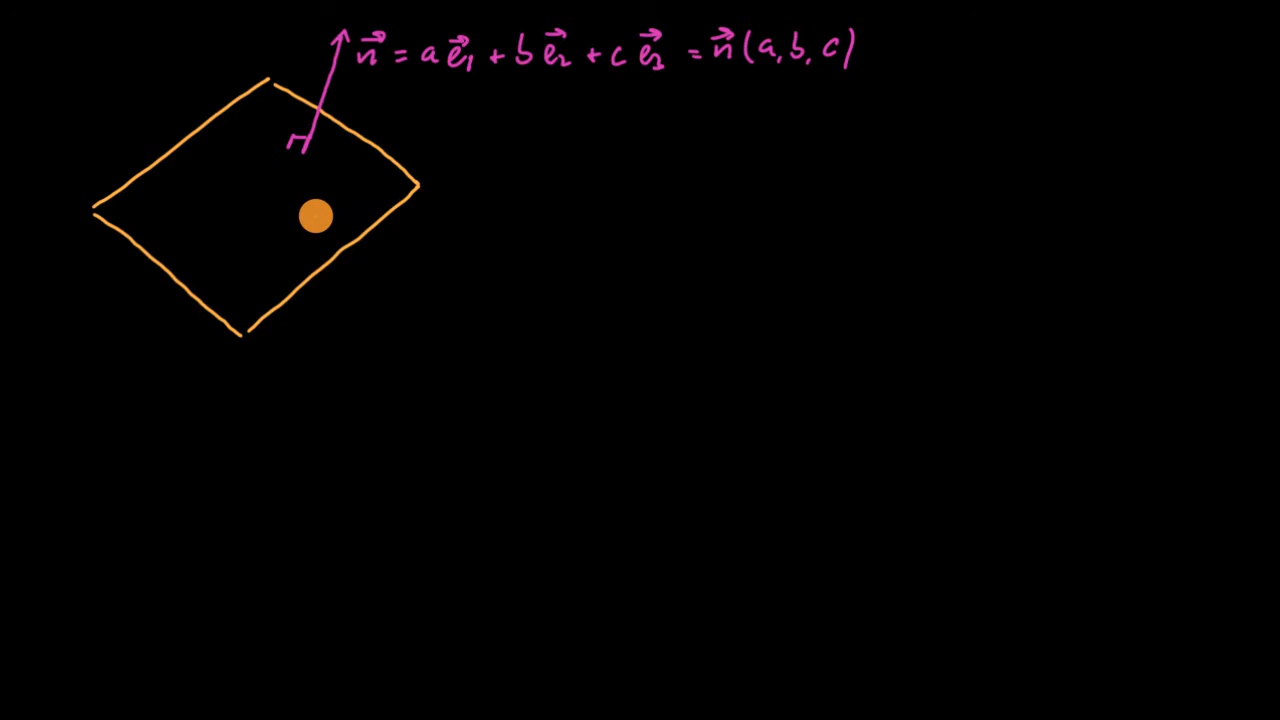 n⃗ = a e⃗₁ + b e⃗₂ + c e⃗₃ = n⃗(a, b, c)